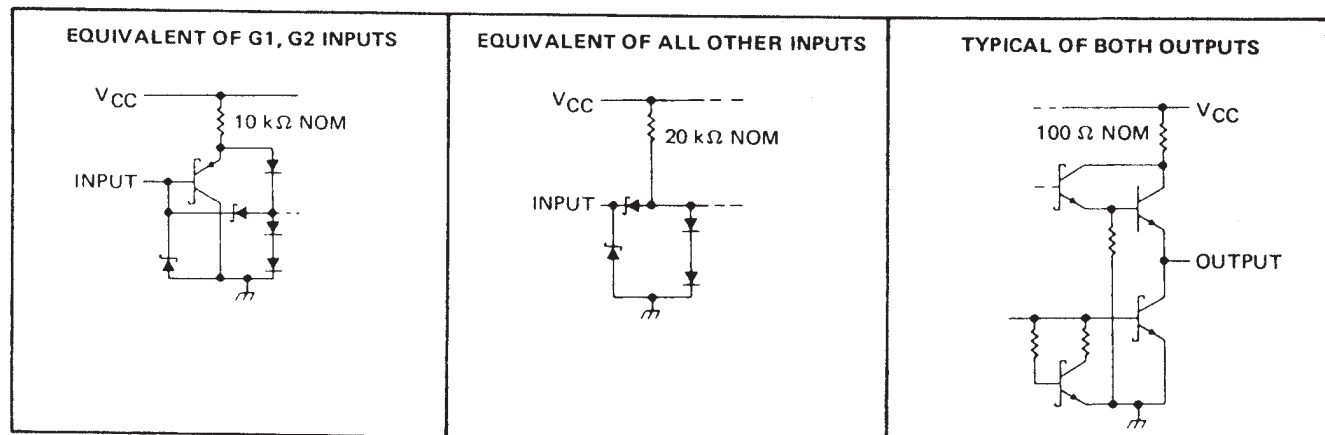 EQUIVALENT OF G1, G2 INPUTS
VCC
10 kΩ NOM
INPUT
EQUIVALENT OF ALL OTHER INPUTS
VCC
20 kΩ NOM
INPUT
TYPICAL OF BOTH OUTPUTS
VCC
100 Ω NOM
OUTPUT